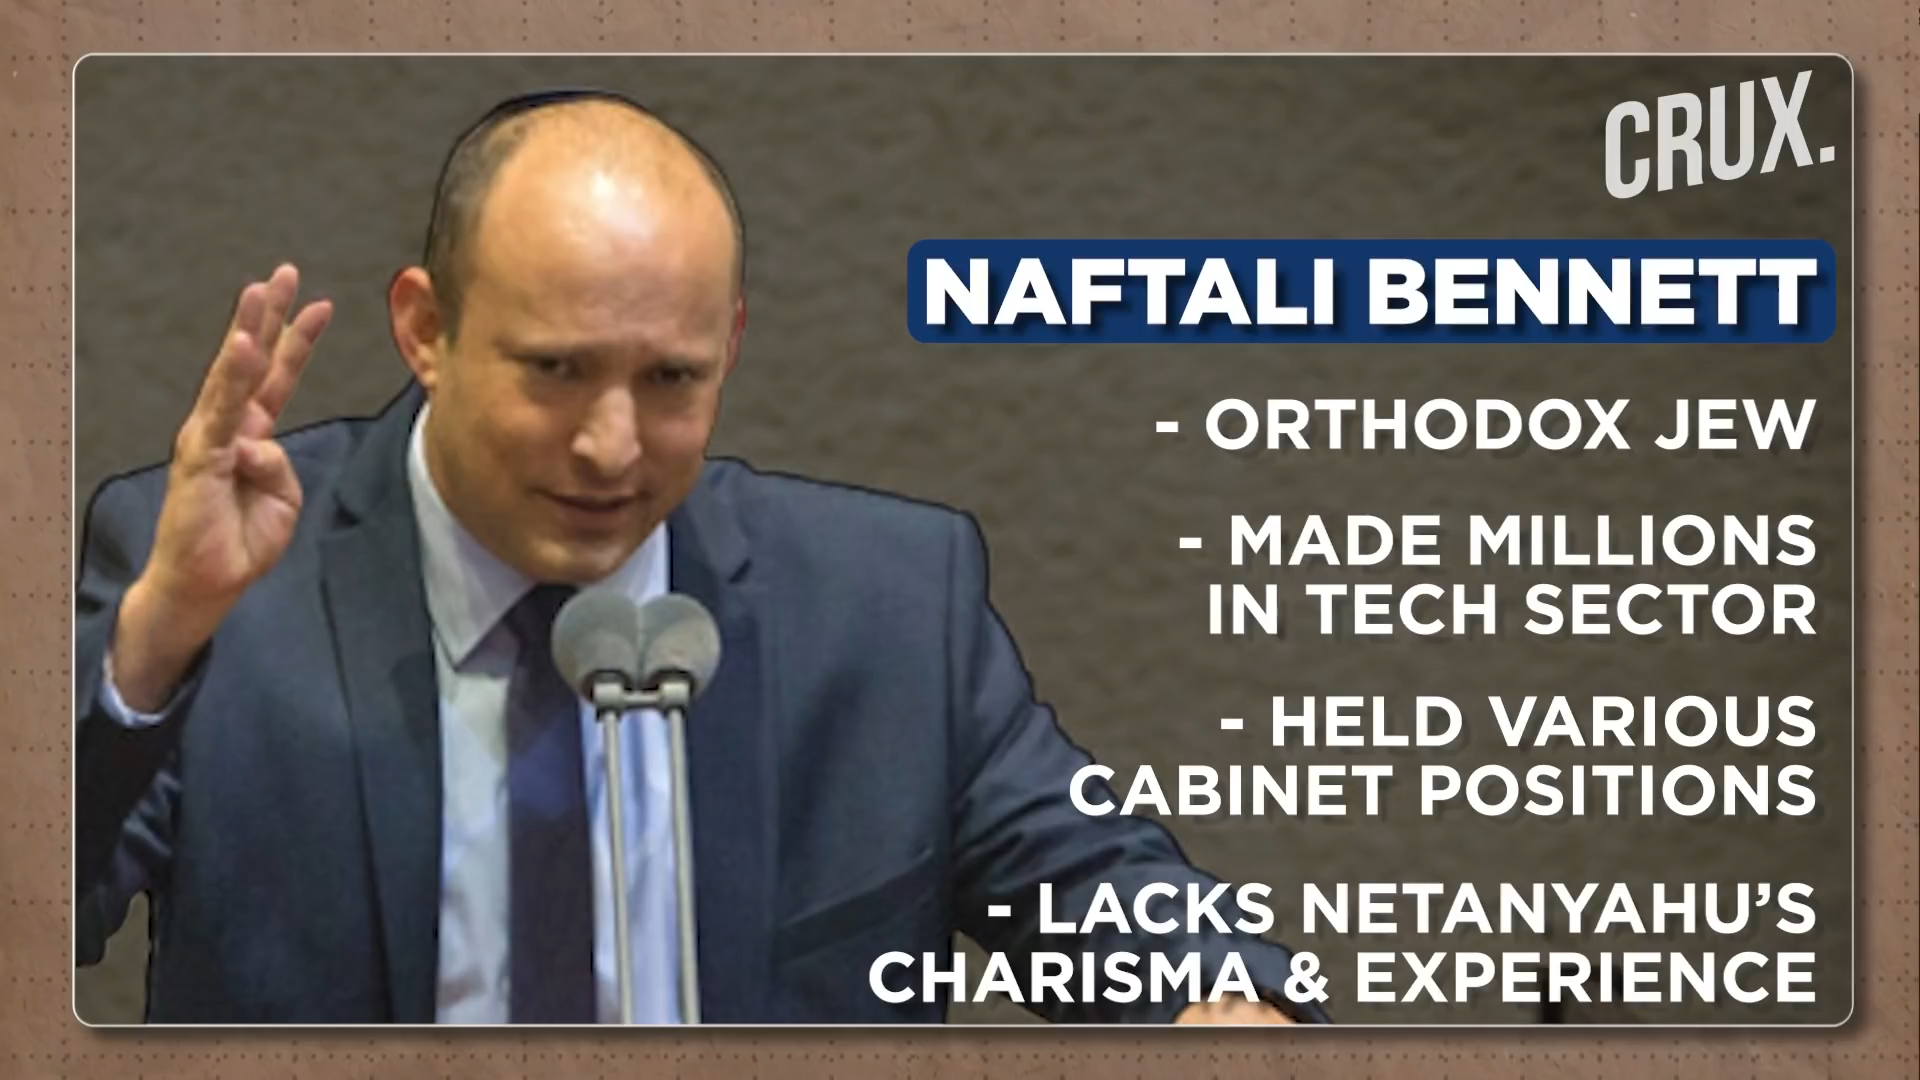 CRUX.
NAFTALI BENNETT
- ORTHODOX JEW
- MADE MILLIONS
IN TECH SECTOR
- HELD VARIOUS
CABINET POSITIONS
- LACKS NETANYAHU’S
CHARISMA & EXPERIENCE